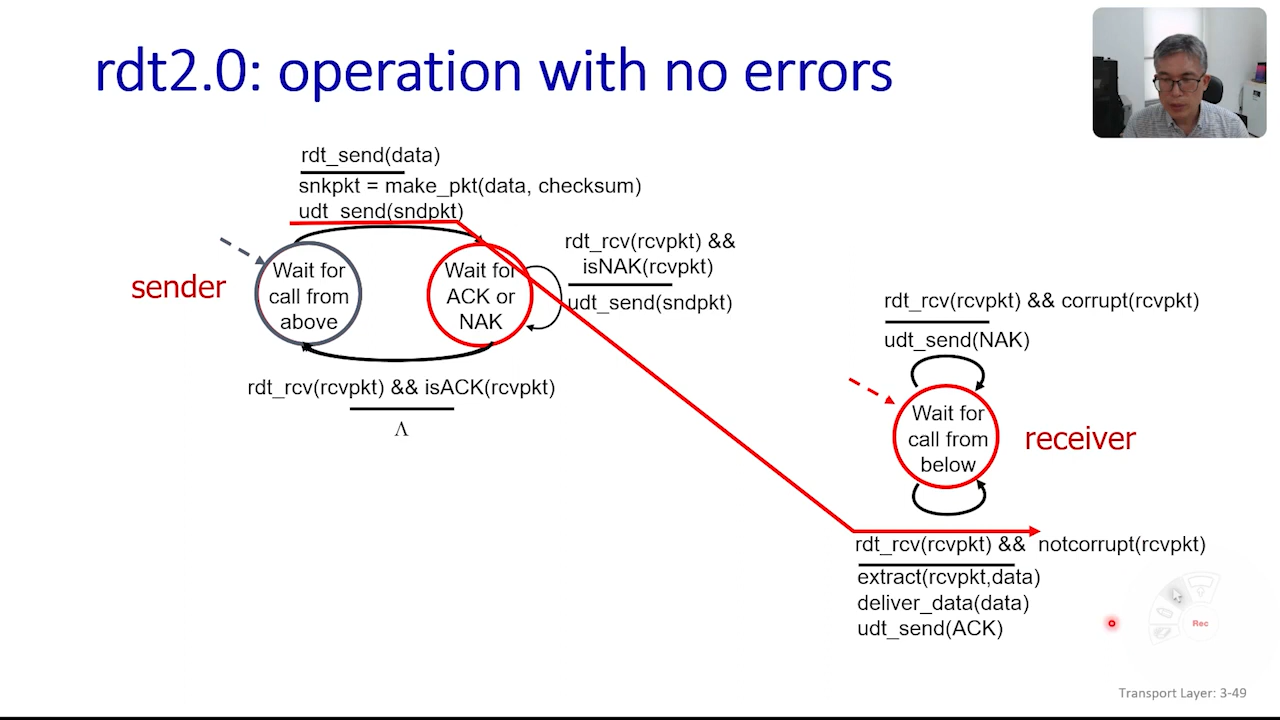 rdt2.0: operation with no errors
rdt_send(data)
snkpkt = make_pkt(data, checksum)
udt_send(sndpkt)
sender
Wait for
call from
above
Wait for
ACK or
NAK
rdt_rcv(rcvpkt) &&
isNAK(rcvpkt)
udt_send(sndpkt)
rdt_rcv(rcvpkt) && isACK(rcvpkt)
Λ
rdt_rcv(rcvpkt) && corrupt(rcvpkt)
udt_send(NAK)
Wait for
call from
below
receiver
rdt_rcv(rcvpkt) && notcorrupt(rcvpkt)
extract(rcvpkt,data)
deliver_data(data)
udt_send(ACK)
Rec
Transport Layer: 3-49